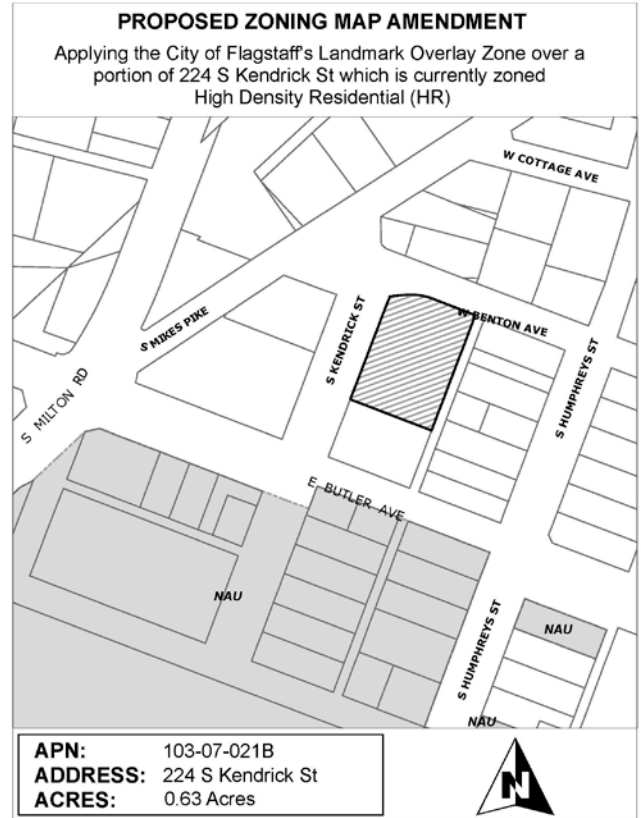 PROPOSED ZONING MAP AMENDMENT
Applying the City of Flagstaff's Landmark Overlay Zone over a
portion of 224 S Kendrick St which is currently zoned
High Density Residential (HR)
W COTTAGE AVE
S MIKES PIKE
S KENDRICK ST
W BENTON AVE
S HUMPHREYS ST
S MILTON RD
E BUTLER AVE
NAU
S HUMPHREYS ST
NAU
NAU
APN: 103-07-021B
ADDRESS: 224 S Kendrick St
ACRES: 0.63 Acres
N